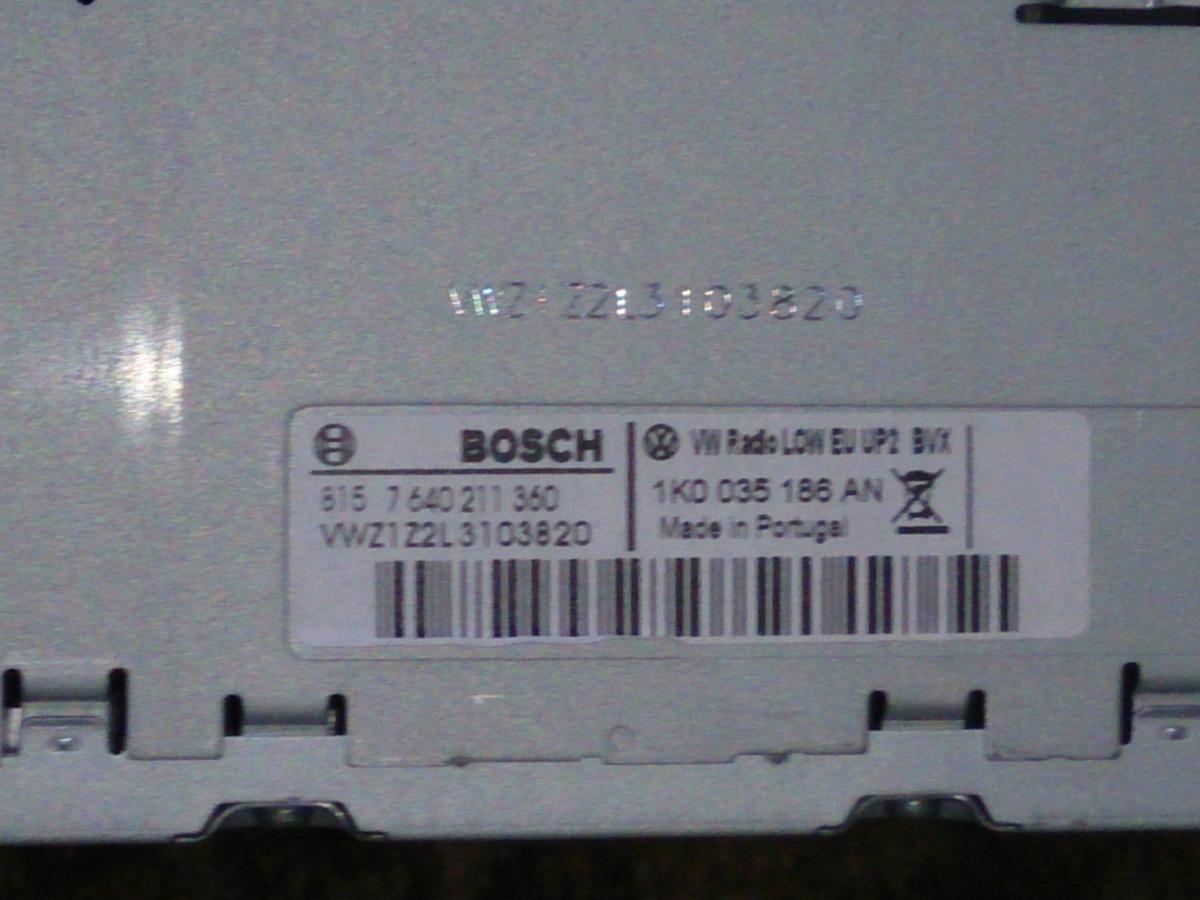 VWZ1Z2L3103820
BOSCH
815 7 640 211 360
VWZ1Z2L3103820
VW Radio LOW EU UP2 BVX
1K0 035 186 AN
Made in Portugal